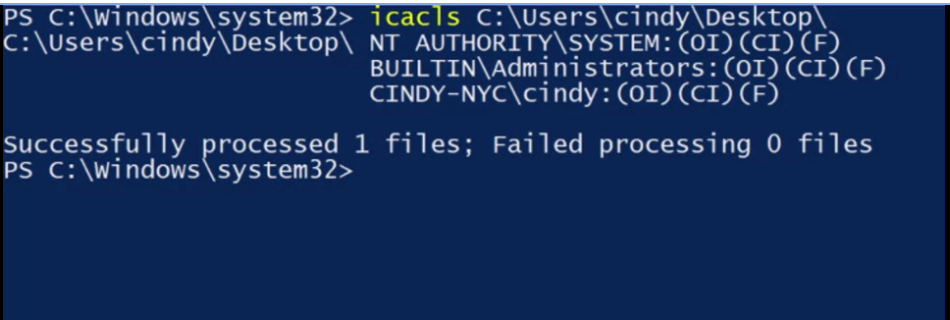 PS C:\Windows\system32> icacls C:\Users\cindy\Desktop\
C:\Users\cindy\Desktop\ NT AUTHORITY\SYSTEM:(OI)(CI)(F)
BUILTIN\Administrators:(OI)(CI)(F)
CINDY-NYC\cindy:(OI)(CI)(F)
Successfully processed 1 files; Failed processing 0 files
PS C:\Windows\system32>